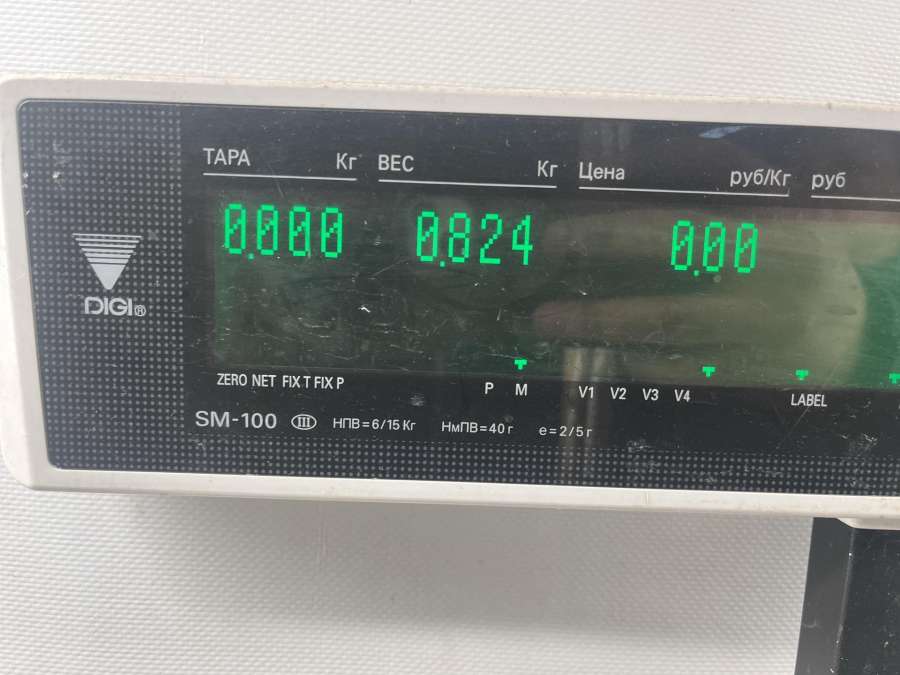 ТАРА Кг ВЕС Кг Цена руб/Кг руб
0.000 0.824 0.00
DIGI®
ZERO NET FIX T FIX P P M V1 V2 V3 V4 LABEL
SM-100 III НПВ=6/15 Кг НмПВ=40 г e=2/5 г